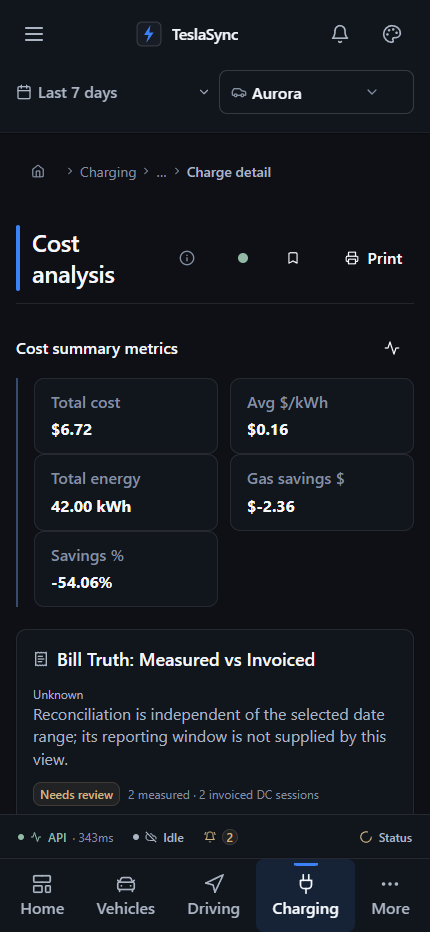 TeslaSync
Last 7 days
Aurora
Charging
...
Charge detail
Cost
analysis
Print
Cost summary metrics
Total cost
$6.72
Avg $/kWh
$0.16
Total energy
42.00 kWh
Gas savings $
$-2.36
Savings %
-54.06%
Bill Truth: Measured vs Invoiced
Unknown
Reconciliation is independent of the selected date
range; its reporting window is not supplied by this
view.
Needs review 2 measured · 2 invoiced DC sessions
API · 343ms
Idle
2
Status
Home
Vehicles
Driving
Charging
More